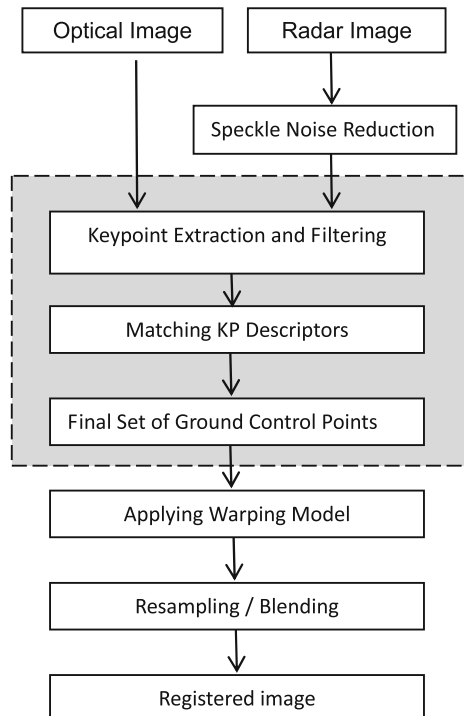 Optical Image
Radar Image
Speckle Noise Reduction
Keypoint Extraction and Filtering
Matching KP Descriptors
Final Set of Ground Control Points
Applying Warping Model
Resampling / Blending
Registered image